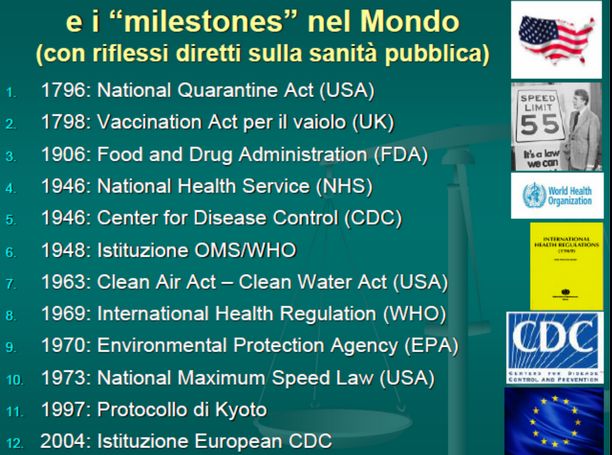 e i “milestones” nel Mondo
(con riflessi diretti sulla sanità pubblica)
1. 1796: National Quarantine Act (USA)
2. 1798: Vaccination Act per il vaiolo (UK)
3. 1906: Food and Drug Administration (FDA)
4. 1946: National Health Service (NHS)
5. 1946: Center for Disease Control (CDC)
6. 1948: Istituzione OMS/WHO
7. 1963: Clean Air Act – Clean Water Act (USA)
8. 1969: International Health Regulation (WHO)
9. 1970: Environmental Protection Agency (EPA)
10. 1973: National Maximum Speed Law (USA)
11. 1997: Protocollo di Kyoto
12. 2004: Istituzione European CDC
SPEED
LIMIT
55
It's a law
we can
World Health
Organization
INTERNATIONAL
HEALTH REGULATIONS
CDC
CENTERS FOR DISEASE
CONTROL AND PREVENTION